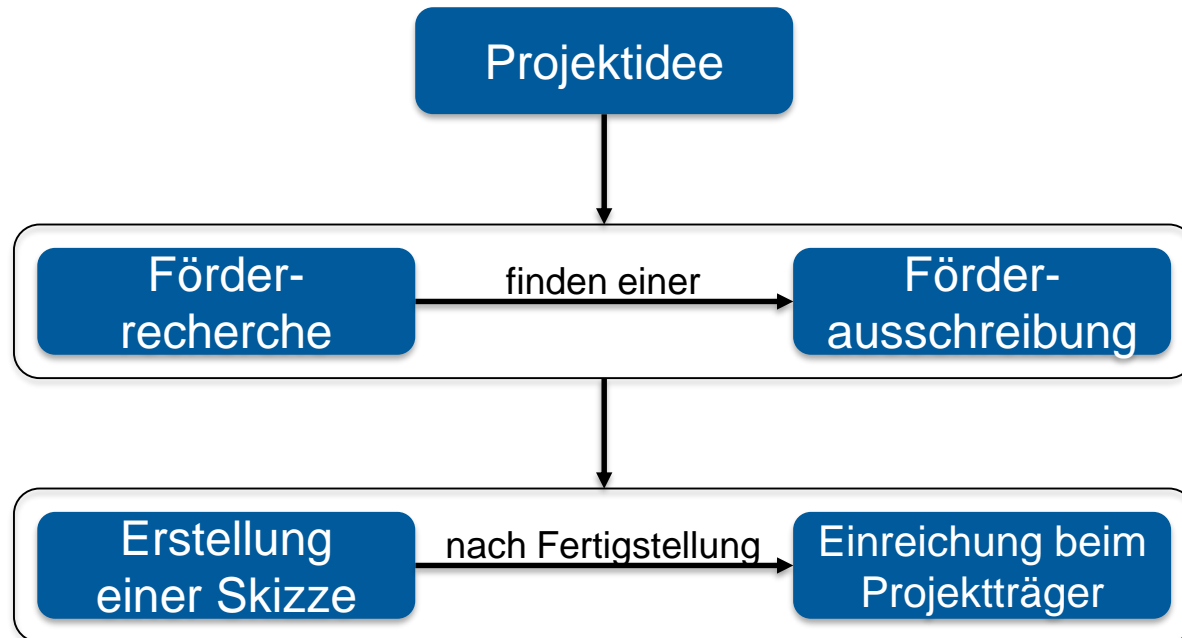 Projektidee
Förder-
recherche
finden einer
Förder-
ausschreibung
Erstellung
einer Skizze
nach Fertigstellung
Einreichung beim
Projektträger